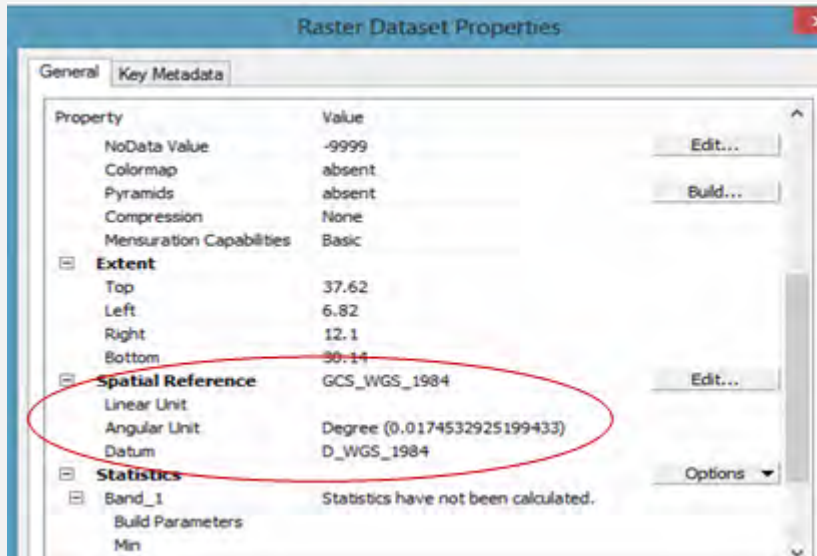 Raster Dataset Properties
General Key Metadata
Property Value
NoData Value -9999 Edit...
Colormap absent
Pyramids absent Build...
Compression None
Mensuration Capabilities Basic
Extent
Top 37.62
Left 6.82
Right 12.1
Bottom 30.14
Spatial Reference GCS_WGS_1984 Edit...
Linear Unit
Angular Unit Degree (0.0174532925199433)
Datum D_WGS_1984
Statistics Options
Band_1 Statistics have not been calculated.
Build Parameters
Min